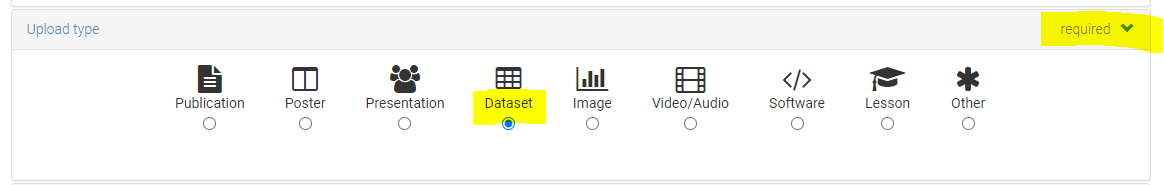 Upload type required
Publication Poster Presentation Dataset Image Video/Audio Software Lesson Other